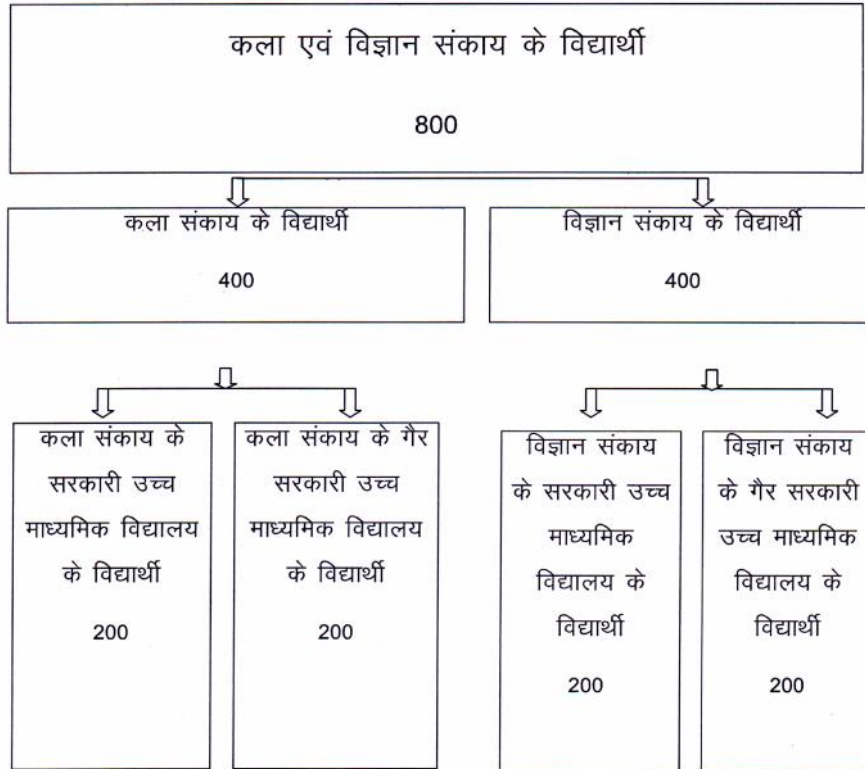 कला एवं विज्ञान संकाय के विद्यार्थी
800
कला संकाय के विद्यार्थी
400
विज्ञान संकाय के विद्यार्थी
400
कला संकाय के
सरकारी उच्च
माध्यमिक विद्यालय
के विद्यार्थी
200
कला संकाय के गैर
सरकारी उच्च
माध्यमिक विद्यालय
के विद्यार्थी
200
विज्ञान संकाय
के सरकारी उच्च
माध्यमिक
विद्यालय के
विद्यार्थी
200
विज्ञान संकाय
के गैर सरकारी
उच्च माध्यमिक
विद्यालय के
विद्यार्थी
200